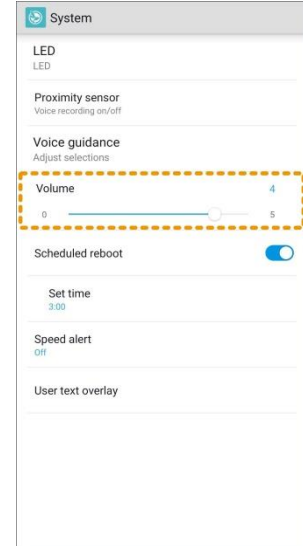 System
LED
LED
Proximity sensor
Voice recording on/off
Voice guidance
Adjust selections
Volume 4
0 5
Scheduled reboot
Set time
3:00
Speed alert
Off
User text overlay